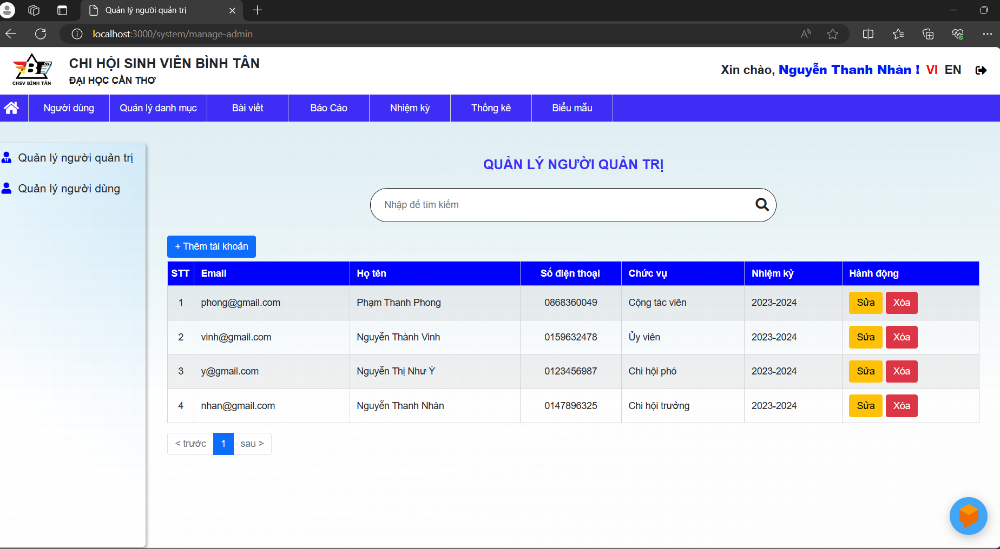 Quản lý người quản trị
localhost:3000/system/manage-admin
CTU
B
CHSV BÌNH TÂN
CHI HỘI SINH VIÊN BÌNH TÂN
ĐẠI HỌC CẦN THƠ
Xin chào, Nguyễn Thanh Nhàn ! VI EN
Người dùng Quản lý danh mục Bài viết Báo Cáo Nhiệm kỳ Thống kê Biểu mẫu
Quản lý người quản trị
Quản lý người dùng
QUẢN LÝ NGƯỜI QUẢN TRỊ
Nhập để tìm kiếm
+ Thêm tài khoản
STT Email Họ tên Số điện thoại Chức vụ Nhiệm kỳ Hành động
1 phong@gmail.com Phạm Thanh Phong 0868360049 Cộng tác viên 2023-2024 Sửa Xóa
2 vinh@gmail.com Nguyễn Thành Vinh 0159632478 Ủy viên 2023-2024 Sửa Xóa
3 y@gmail.com Nguyễn Thị Như Ý 0123456987 Chi hội phó 2023-2024 Sửa Xóa
4 nhan@gmail.com Nguyễn Thanh Nhàn 0147896325 Chi hội trưởng 2023-2024 Sửa Xóa
< trước 1 sau >